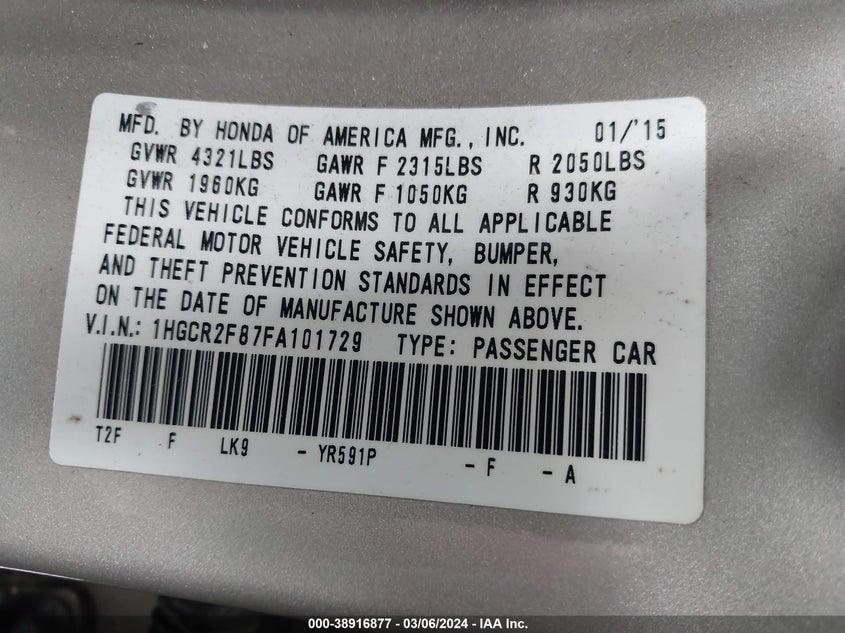 MFD. BY HONDA OF AMERICA MFG., INC. 01/'15
GVWR 4321LBS GAWR F 2315LBS R 2050LBS
GVWR 1960KG GAWR F 1050KG R 930KG
THIS VEHICLE CONFORMS TO ALL APPLICABLE
FEDERAL MOTOR VEHICLE SAFETY, BUMPER,
AND THEFT PREVENTION STANDARDS IN EFFECT
ON THE DATE OF MANUFACTURE SHOWN ABOVE.
V.I.N.: 1HGCR2F87FA101729 TYPE: PASSENGER CAR
T2F F LK9 - YR591P - F - A
000-38916877 - 03/06/2024 - IAA Inc.